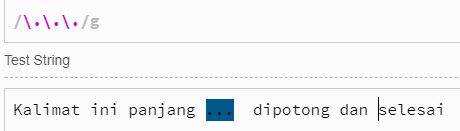 /\.\.\./g
Test String
Kalimat ini panjang ... dipotong dan selesai